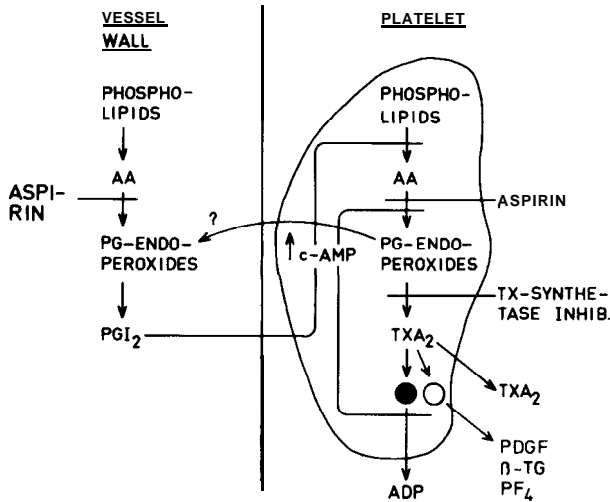 VESSEL
WALL
PHOSPHO-
LIPIDS
AA
ASPI-
RIN
PG-ENDO-
PEROXIDES
PGI2
?
PLATELET
PHOSPHO-
LIPIDS
AA
ASPIRIN
c-AMP
PG-ENDO-
PEROXIDES
TX-SYNTHE-
TASE INHIB.
TXA2
TXA2
PDGF
ß-TG
PF4
ADP